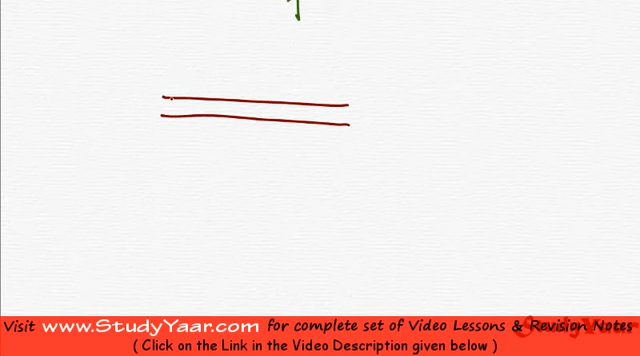 Visit www.StudyYaar.com for complete set of Video Lessons & Revision Notes
( Click on the Link in the Video Description given below )
StudyYaar